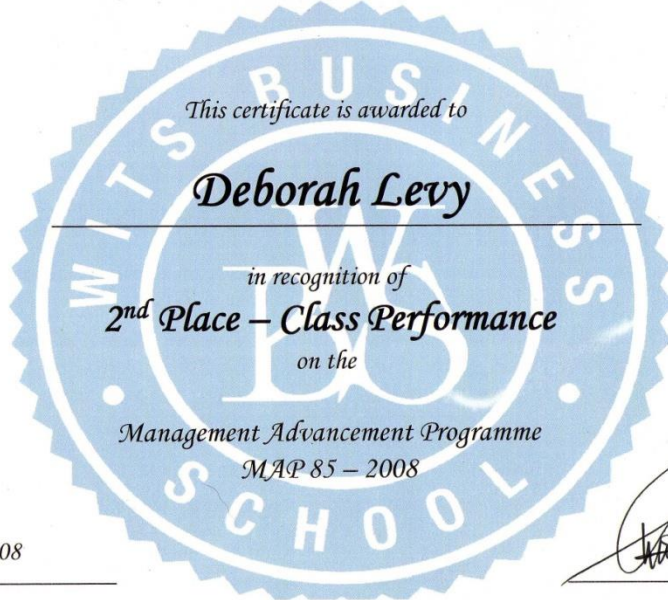 WITS BUSINESS SCHOOL
This certificate is awarded to
Deborah Levy
in recognition of
2nd Place – Class Performance
on the
WBS
Management Advancement Programme
MAP 85 – 2008
08